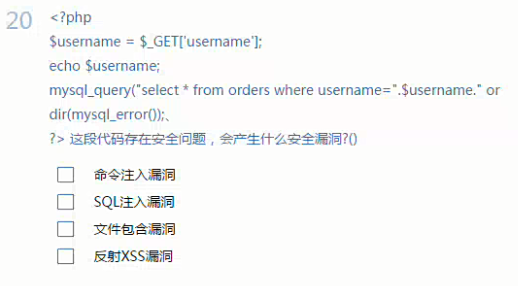 20
<?php
$username = $_GET['username'];
echo $username;
mysql_query("select * from orders where username=".$username." or
dir(mysql_error());、
?> 这段代码存在安全问题，会产生什么安全漏洞?()
命令注入漏洞
SQL注入漏洞
文件包含漏洞
反射XSS漏洞